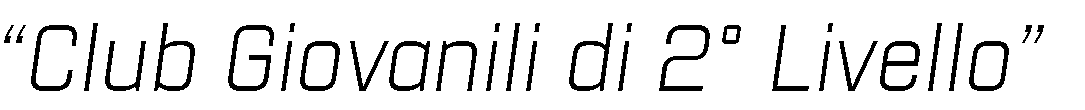 “Club Giovanili di 2° Livello”